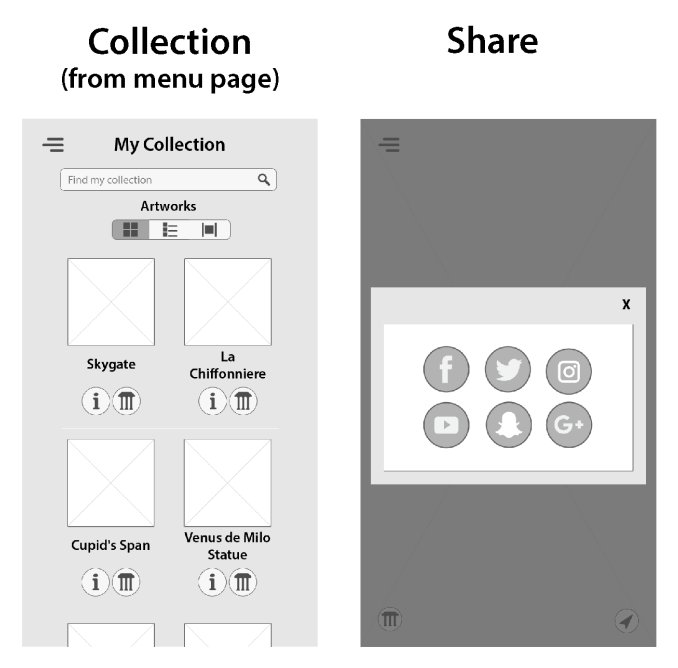 Collection
(from menu page)
Share
My Collection
Find my collection
Artworks
Skygate
La
Chiffonniere
Cupid's Span
Venus de Milo
Statue
X
f
G+